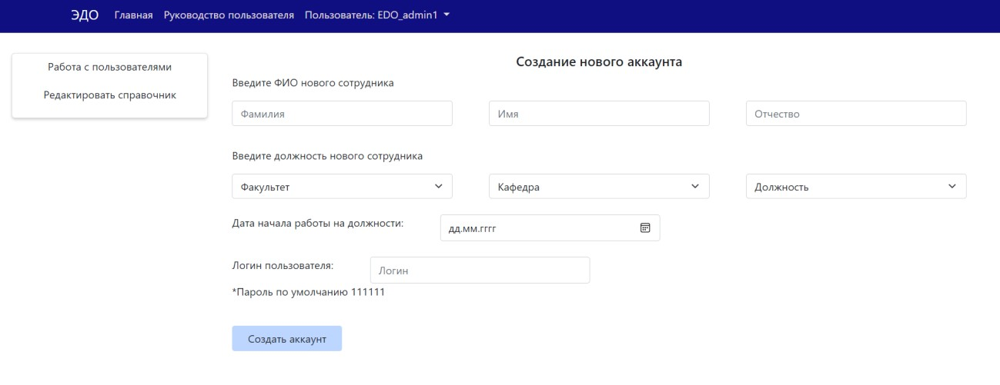 ЭДО Главная Руководство пользователя Пользователь: EDO_admin1
Работа с пользователями
Редактировать справочник
Создание нового аккаунта
Введите ФИО нового сотрудника
Фамилия Имя Отчество
Введите должность нового сотрудника
Факультет Кафедра Должность
Дата начала работы на должности: дд.мм.гггг
Логин пользователя: Логин
*Пароль по умолчанию 111111
Создать аккаунт